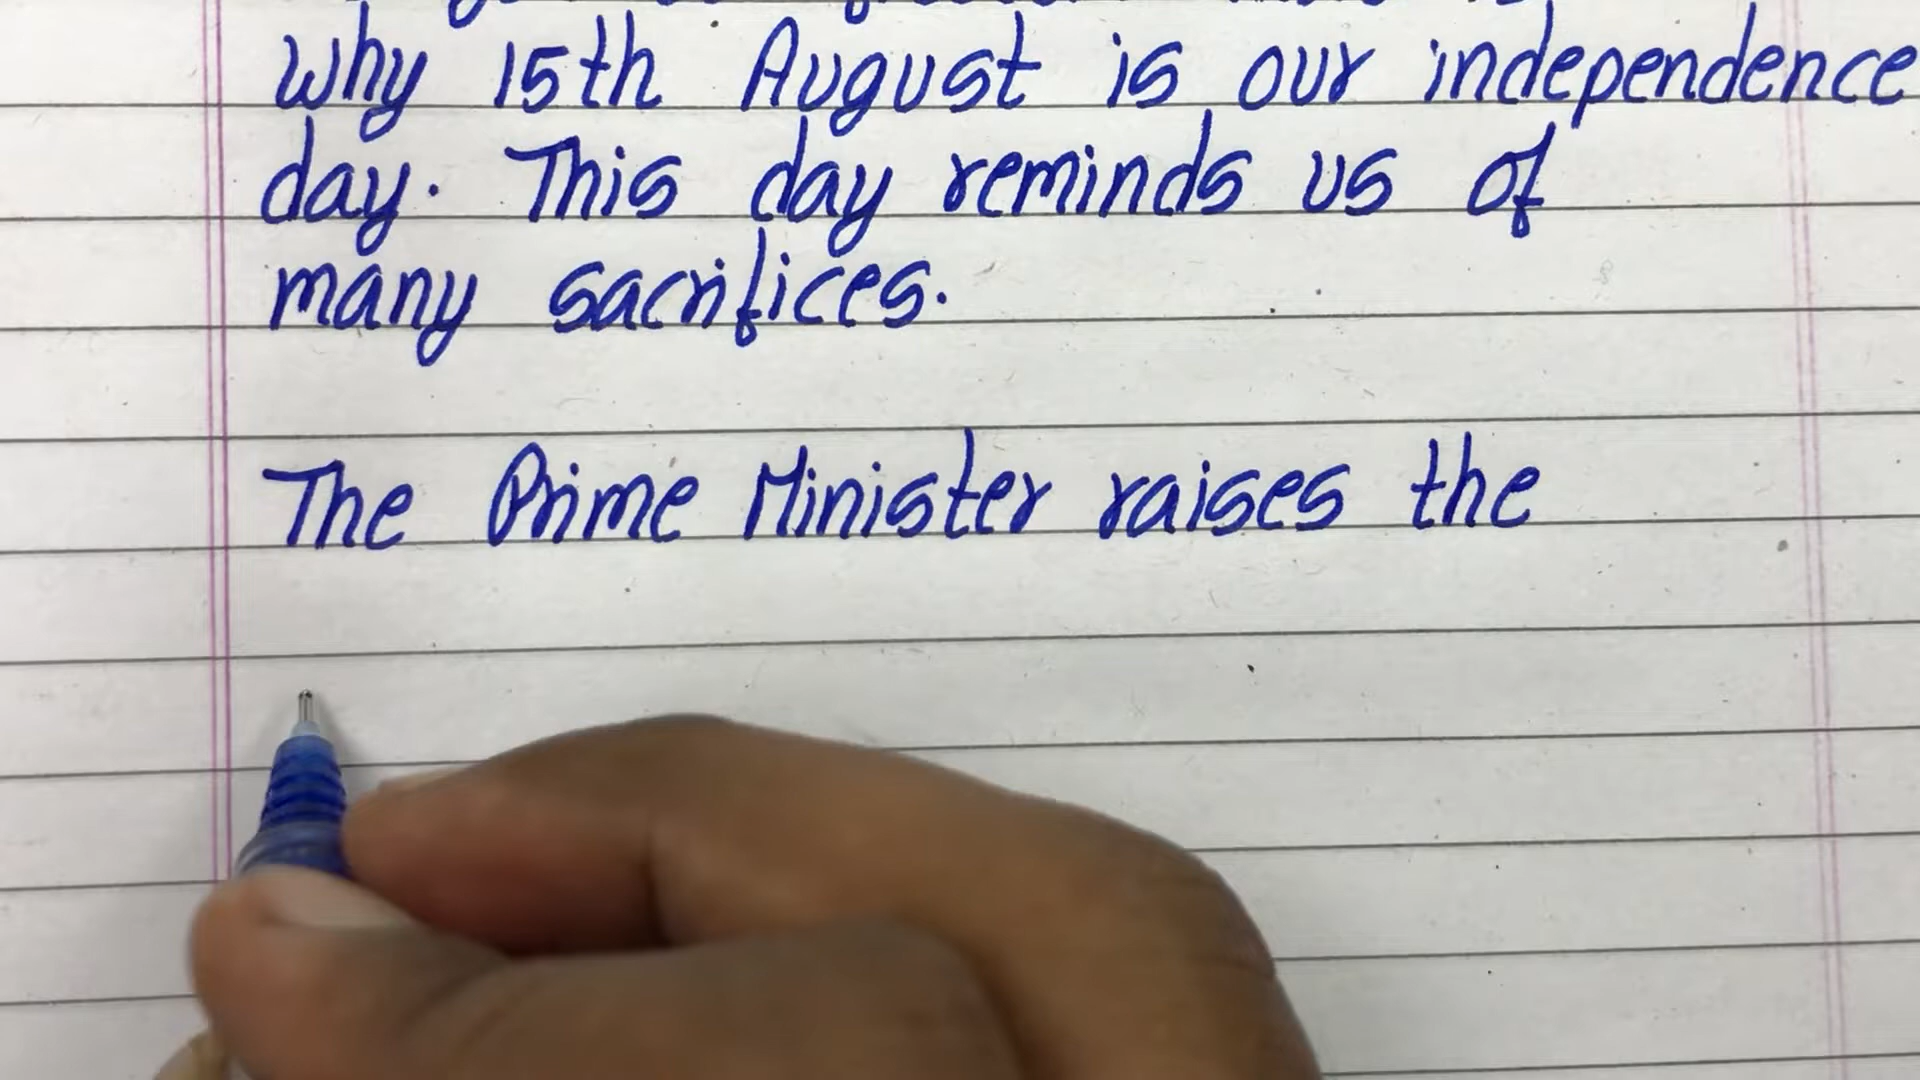 why 15th August is our independence
day. This day reminds us of
many sacrifices.
The Prime Minister raises the